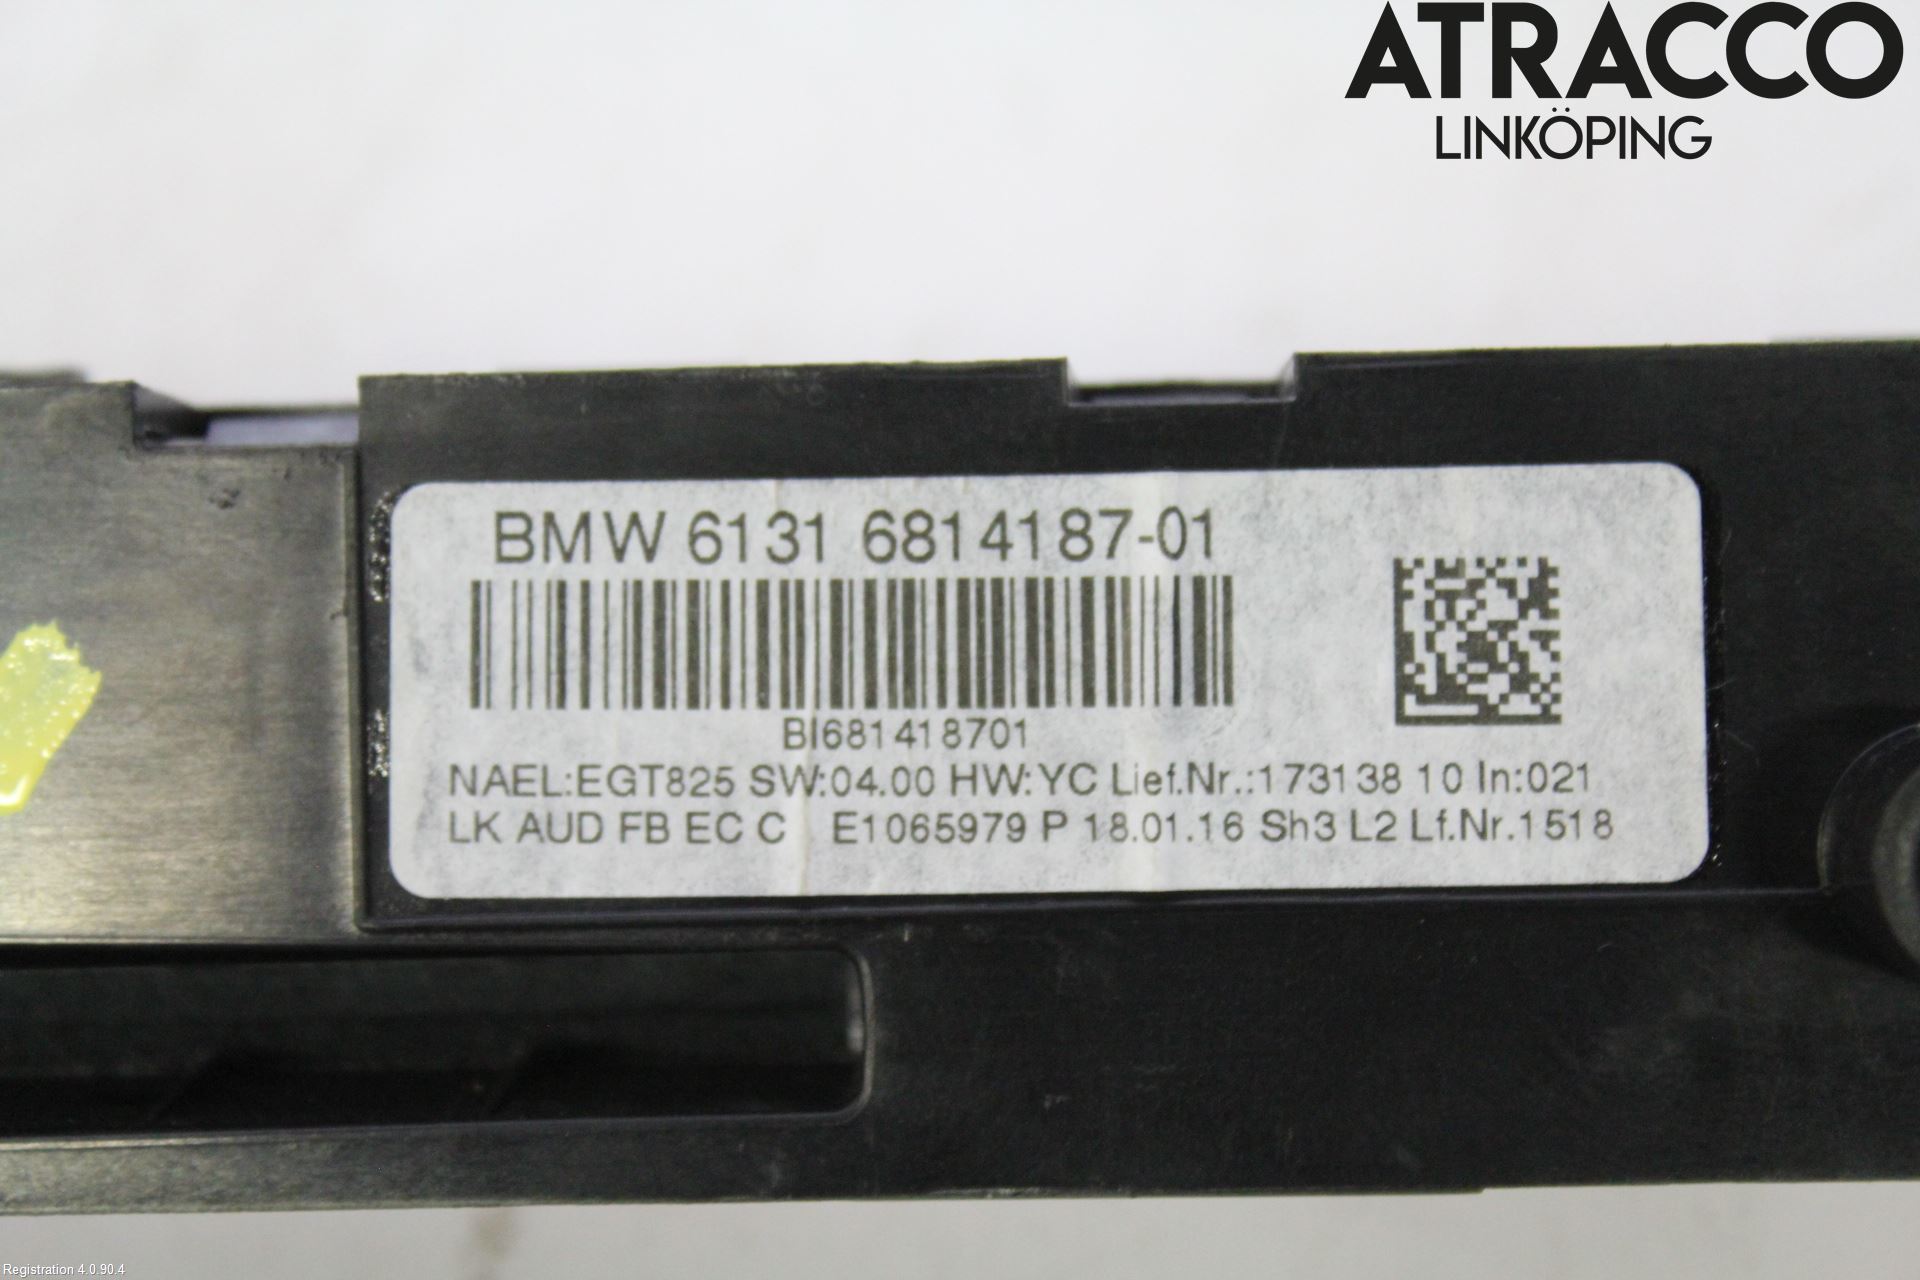 ATRACCO
LINKÖPING
BMW 6131 6814187-01
BI681418701
NAEL:EGT825 SW:04.00 HW:YC Lief.Nr.:173138 10 In:021
LK AUD FB EC C E1065979 P 18.01.16 Sh3 L2 Lf.Nr.1518
Registration 4.0.90.4